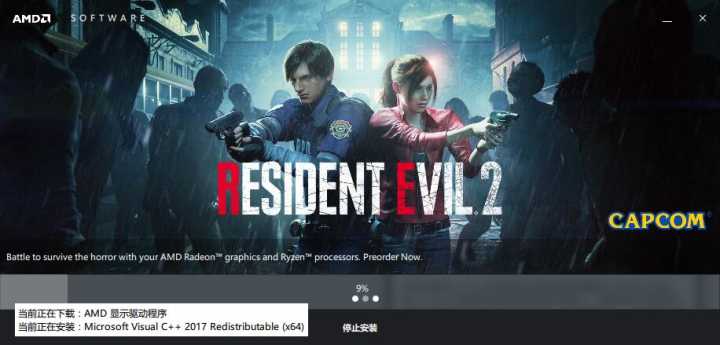 AMD SOFTWARE
RESIDENT EVIL 2
CAPCOM
Battle to survive the horror with your AMD Radeon™ graphics and Ryzen™ processors. Preorder Now.
9%
当前正在下载：AMD 显示驱动程序
当前正在安装：Microsoft Visual C++ 2017 Redistributable (x64)
停止安装